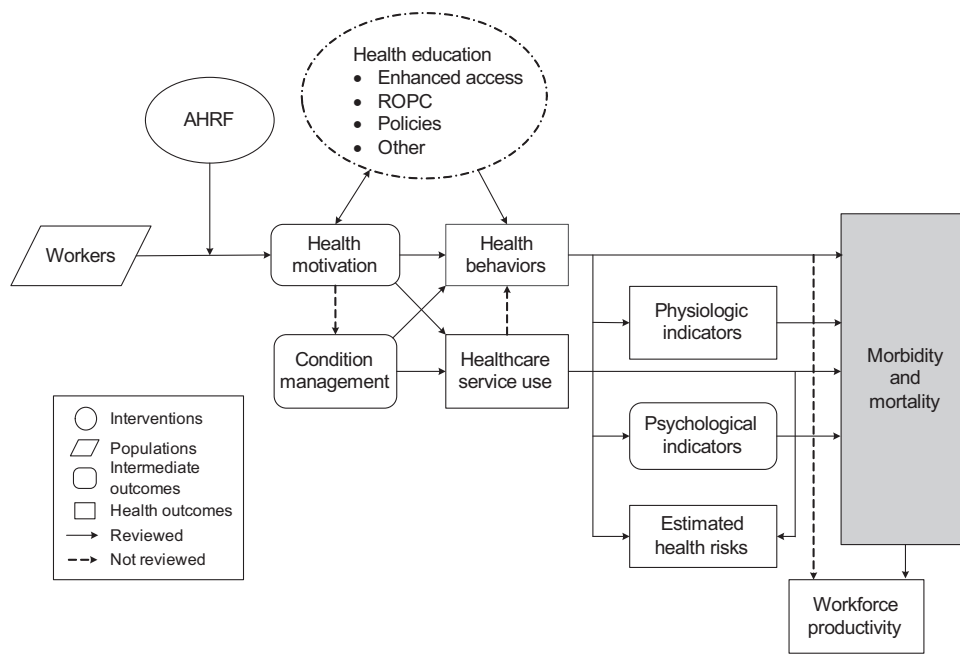 Health education
• Enhanced access
• ROPC
• Policies
• Other
AHRF
Workers
Health
motivation
Health
behaviors
Physiologic
indicators
Condition
management
Healthcare
service use
Morbidity
and
mortality
Psychological
indicators
Estimated
health risks
Workforce
productivity
Interventions
Populations
Intermediate
outcomes
Health outcomes
Reviewed
Not reviewed